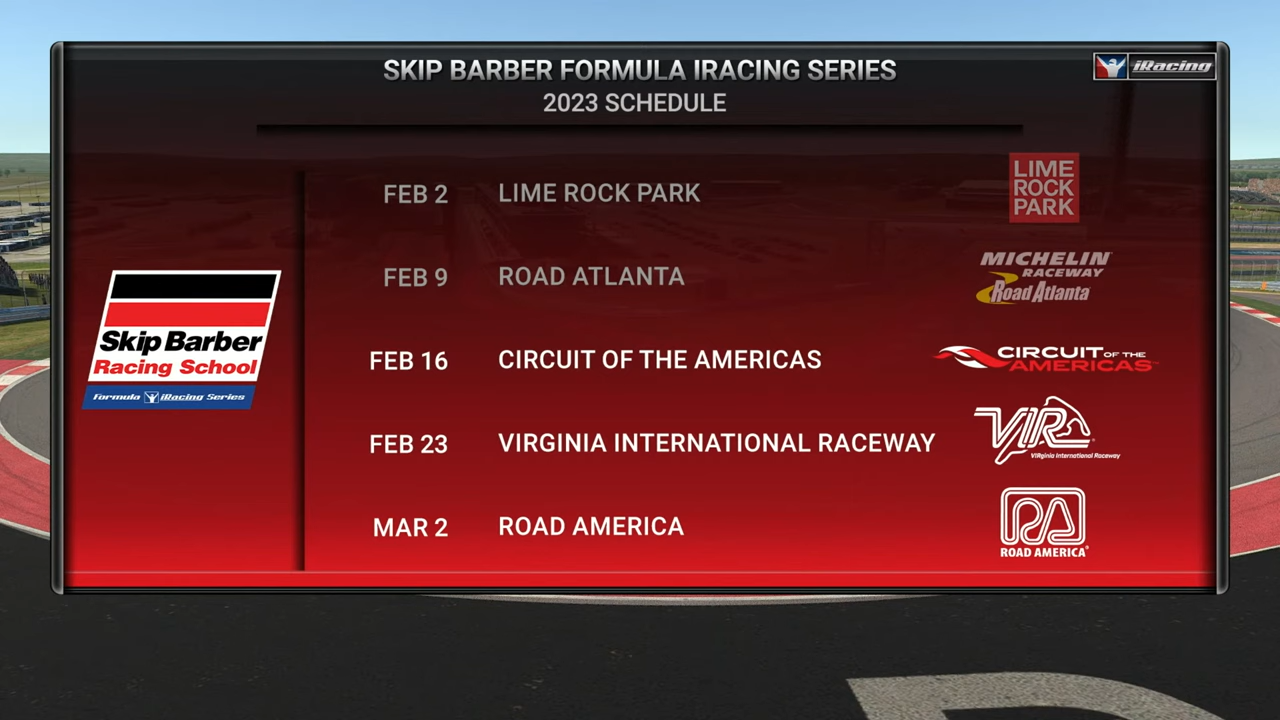 SKIP BARBER FORMULA IRACING SERIES
iRacing
2023 SCHEDULE
FEB 2 LIME ROCK PARK
LIME
ROCK
PARK
FEB 9 ROAD ATLANTA
MICHELIN
RACEWAY
Road Atlanta
FEB 16 CIRCUIT OF THE AMERICAS
CIRCUIT OF THE
AMERICAS
FEB 23 VIRGINIA INTERNATIONAL RACEWAY
VIR
VIRginia International Raceway
MAR 2 ROAD AMERICA
RA
ROAD AMERICA®
Skip Barber
Racing School
Formula iRacing Series